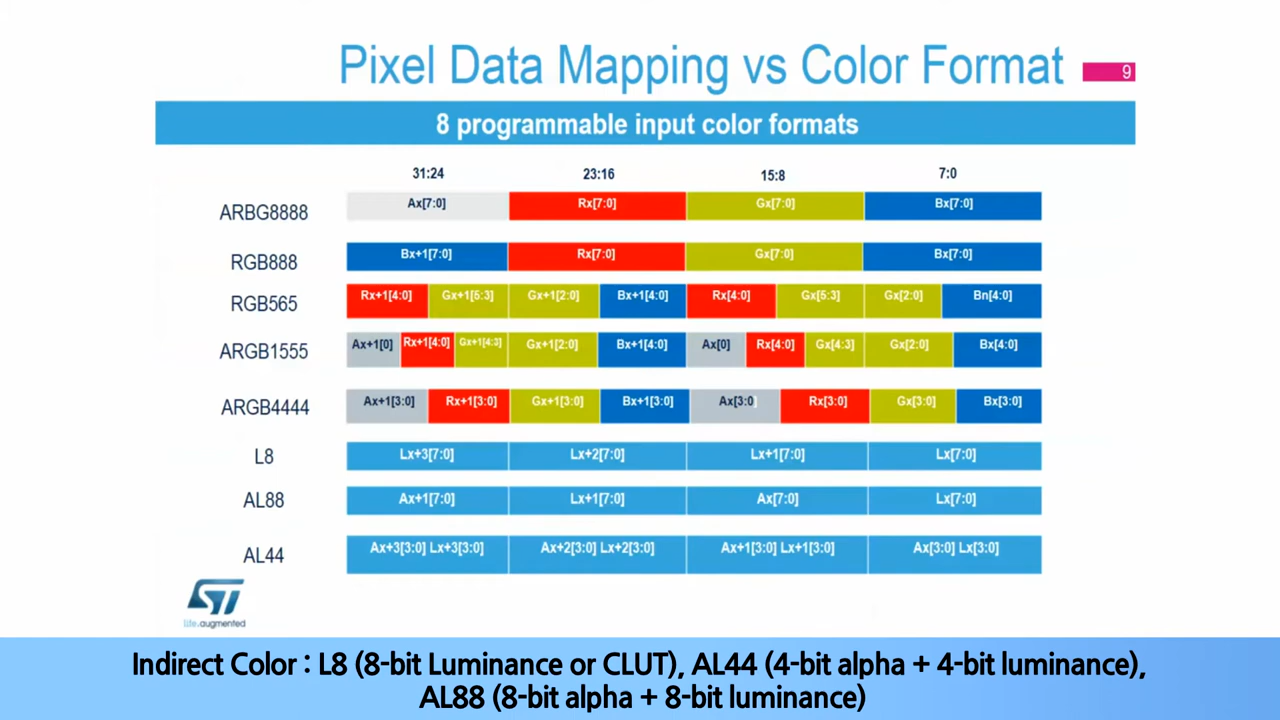 Pixel Data Mapping vs Color Format
9
8 programmable input color formats
31:24 23:16 15:8 7:0
ARBG8888 Ax[7:0] Rx[7:0] Gx[7:0] Bx[7:0]
RGB888 Bx+1[7:0] Rx[7:0] Gx[7:0] Bx[7:0]
RGB565 Rx+1[4:0] Gx+1[5:3] Gx+1[2:0] Bx+1[4:0] Rx[4:0] Gx[5:3] Gx[2:0] Bn[4:0]
ARGB1555 Ax+1[0] Rx+1[4:0] Gx+1[4:3] Gx+1[2:0] Bx+1[4:0] Ax[0] Rx[4:0] Gx[4:3] Gx[2:0] Bx[4:0]
ARGB4444 Ax+1[3:0] Rx+1[3:0] Gx+1[3:0] Bx+1[3:0] Ax[3:0] Rx[3:0] Gx[3:0] Bx[3:0]
L8 Lx+3[7:0] Lx+2[7:0] Lx+1[7:0] Lx[7:0]
AL88 Ax+1[7:0] Lx+1[7:0] Ax[7:0] Lx[7:0]
AL44 Ax+3[3:0] Lx+3[3:0] Ax+2[3:0] Lx+2[3:0] Ax+1[3:0] Lx+1[3:0] Ax[3:0] Lx[3:0]
ST
life.augmented
Indirect Color : L8 (8-bit Luminance or CLUT), AL44 (4-bit alpha + 4-bit luminance),
AL88 (8-bit alpha + 8-bit luminance)